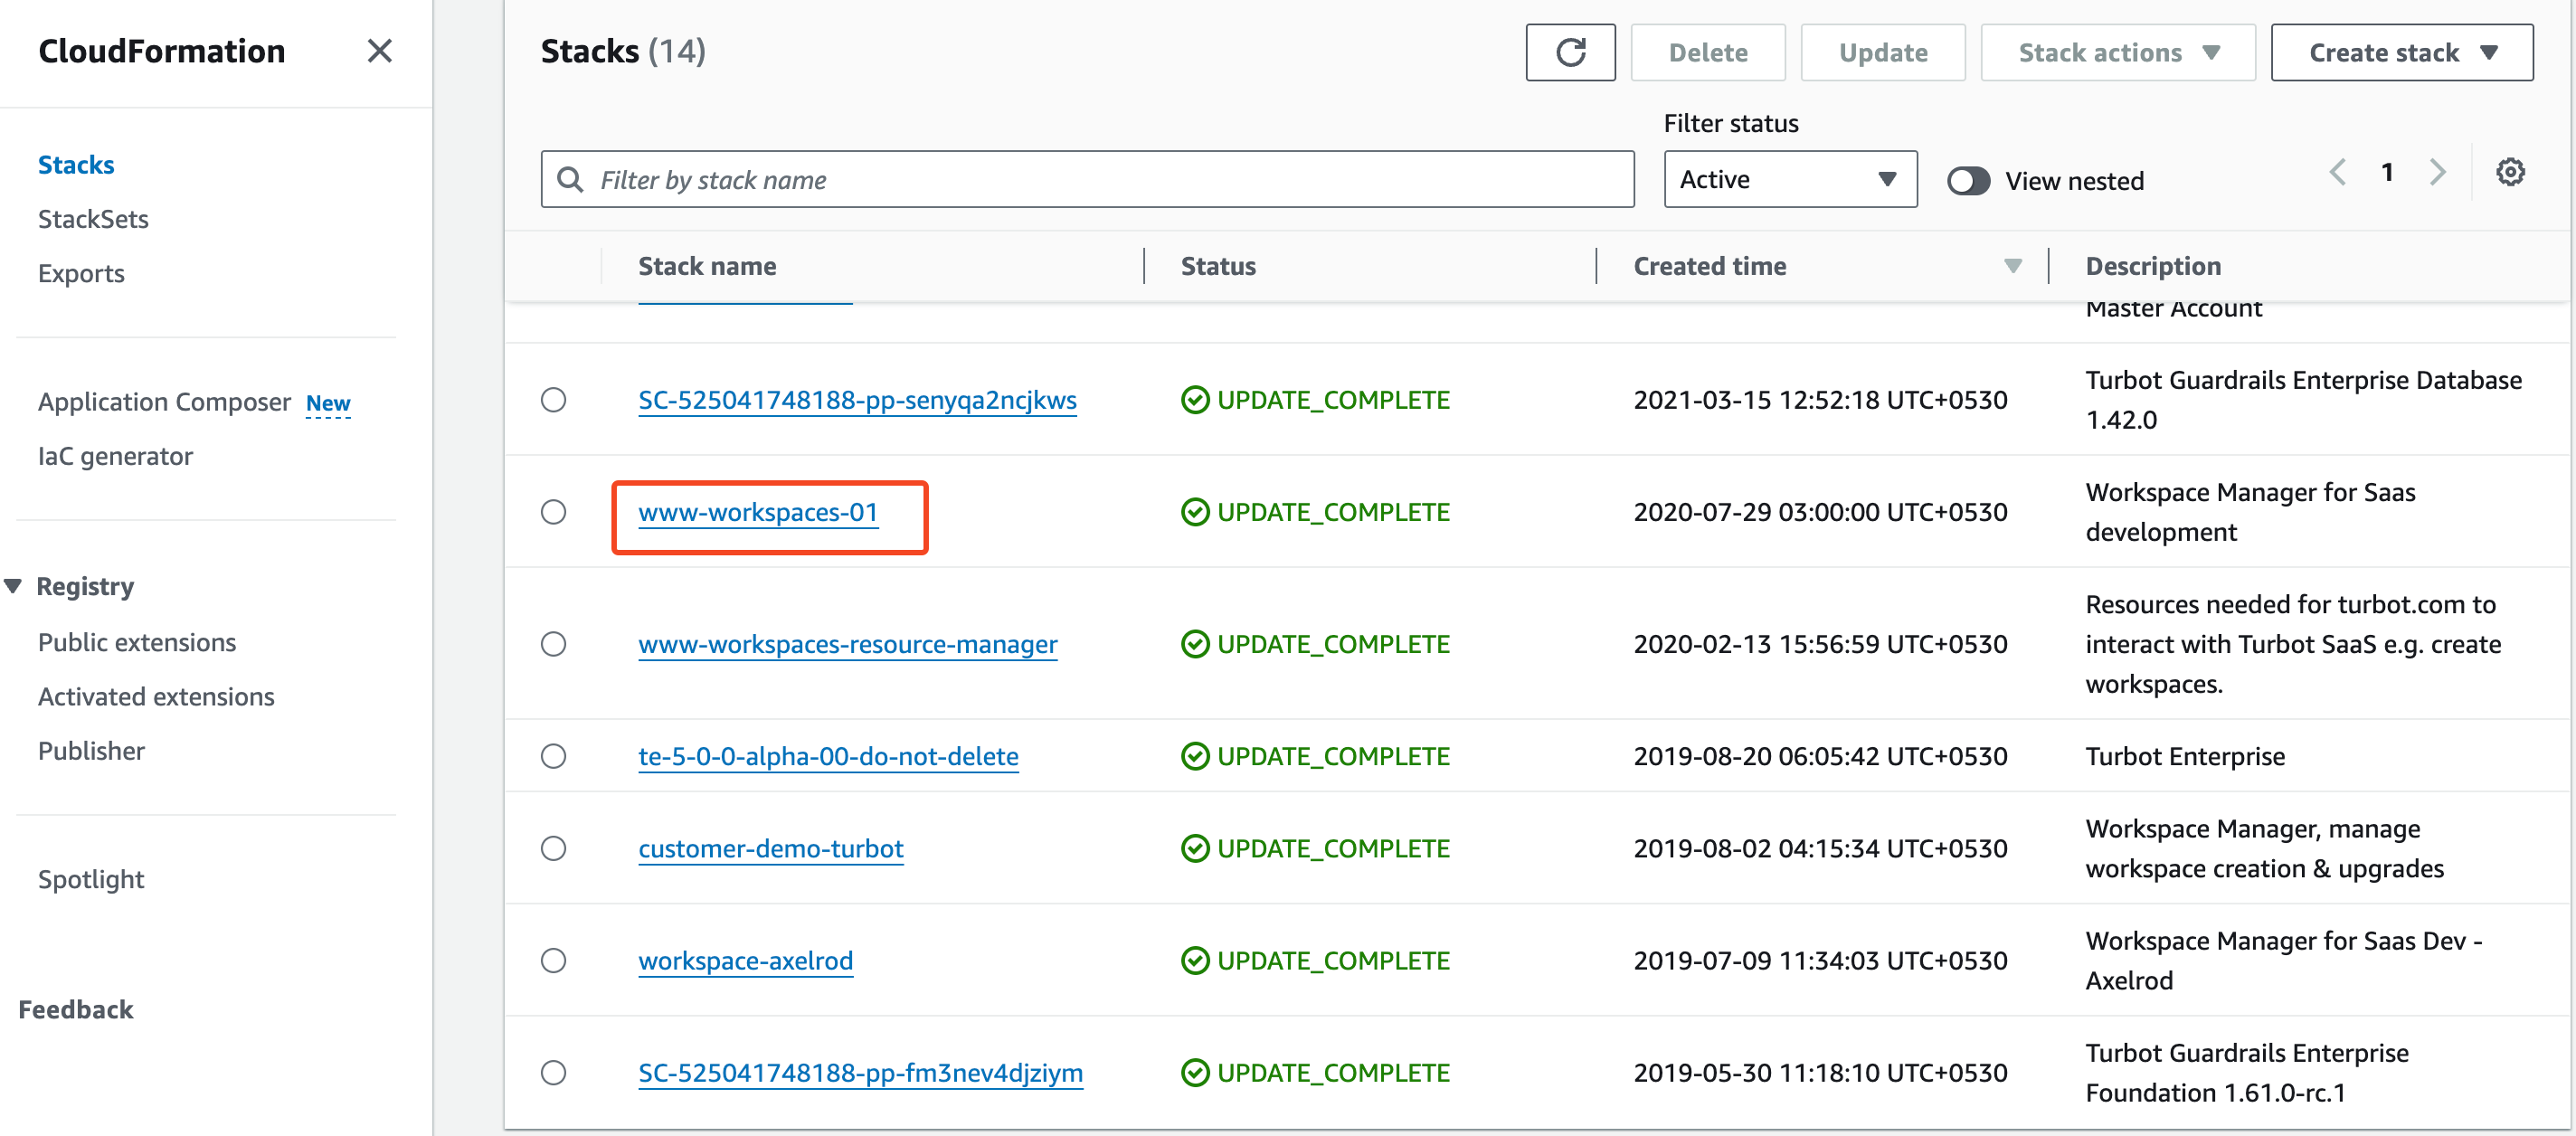 CloudFormation
Stacks
StackSets
Exports
Application Composer New
IaC generator
Registry
Public extensions
Activated extensions
Publisher
Spotlight
Feedback
Stacks (14)
Delete
Update
Stack actions
Create stack
Filter status
Filter by stack name
Active
View nested
1
Stack name
Status
Created time
Description
Master Account
SC-525041748188-pp-senyqa2ncjkws
UPDATE_COMPLETE
2021-03-15 12:52:18 UTC+0530
Turbot Guardrails Enterprise Database
1.42.0
www-workspaces-01
UPDATE_COMPLETE
2020-07-29 03:00:00 UTC+0530
Workspace Manager for Saas
development
www-workspaces-resource-manager
UPDATE_COMPLETE
2020-02-13 15:56:59 UTC+0530
Resources needed for turbot.com to
interact with Turbot SaaS e.g. create
workspaces.
te-5-0-0-alpha-00-do-not-delete
UPDATE_COMPLETE
2019-08-20 06:05:42 UTC+0530
Turbot Enterprise
customer-demo-turbot
UPDATE_COMPLETE
2019-08-02 04:15:34 UTC+0530
Workspace Manager, manage
workspace creation & upgrades
workspace-axelrod
UPDATE_COMPLETE
2019-07-09 11:34:03 UTC+0530
Workspace Manager for Saas Dev -
Axelrod
SC-525041748188-pp-fm3nev4djziym
UPDATE_COMPLETE
2019-05-30 11:18:10 UTC+0530
Turbot Guardrails Enterprise
Foundation 1.61.0-rc.1